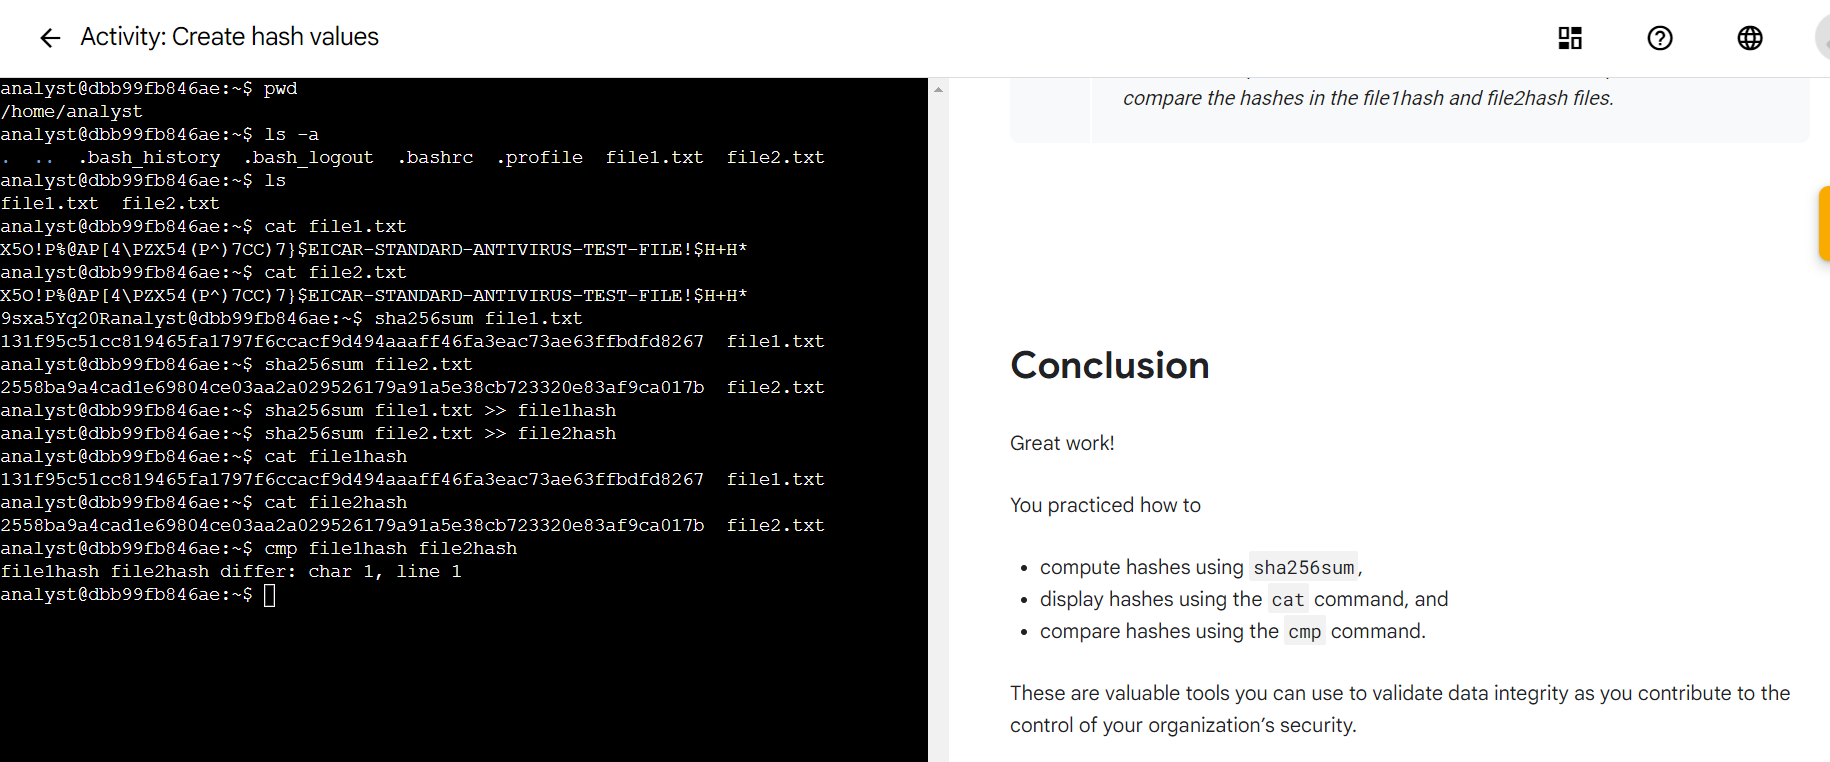 Activity: Create hash values
analyst@dbb99fb846ae:~$ pwd
/home/analyst
analyst@dbb99fb846ae:~$ ls -a
.  ..  .bash_history  .bash_logout  .bashrc  .profile  file1.txt  file2.txt
analyst@dbb99fb846ae:~$ ls
file1.txt  file2.txt
analyst@dbb99fb846ae:~$ cat file1.txt
X5O!P%@AP[4\PZX54(P^)7CC)7}$EICAR-STANDARD-ANTIVIRUS-TEST-FILE!$H+H*
analyst@dbb99fb846ae:~$ cat file2.txt
X5O!P%@AP[4\PZX54(P^)7CC)7}$EICAR-STANDARD-ANTIVIRUS-TEST-FILE!$H+H*
9sxa5Yq20Ranalyst@dbb99fb846ae:~$ sha256sum file1.txt
131f95c51cc819465fa1797f6ccacf9d494aaaff46fa3eac73ae63ffbdfd8267  file1.txt
analyst@dbb99fb846ae:~$ sha256sum file2.txt
2558ba9a4cad1e69804ce03aa2a029526179a91a5e38cb723320e83af9ca017b  file2.txt
analyst@dbb99fb846ae:~$ sha256sum file1.txt >> file1hash
analyst@dbb99fb846ae:~$ sha256sum file2.txt >> file2hash
analyst@dbb99fb846ae:~$ cat file1hash
131f95c51cc819465fa1797f6ccacf9d494aaaff46fa3eac73ae63ffbdfd8267  file1.txt
analyst@dbb99fb846ae:~$ cat file2hash
2558ba9a4cad1e69804ce03aa2a029526179a91a5e38cb723320e83af9ca017b  file2.txt
analyst@dbb99fb846ae:~$ cmp file1hash file2hash
file1hash file2hash differ: char 1, line 1
analyst@dbb99fb846ae:~$
compare the hashes in the file1hash and file2hash files.
Conclusion
Great work!
You practiced how to
• compute hashes using sha256sum,
• display hashes using the cat command, and
• compare hashes using the cmp command.
These are valuable tools you can use to validate data integrity as you contribute to the
control of your organization’s security.